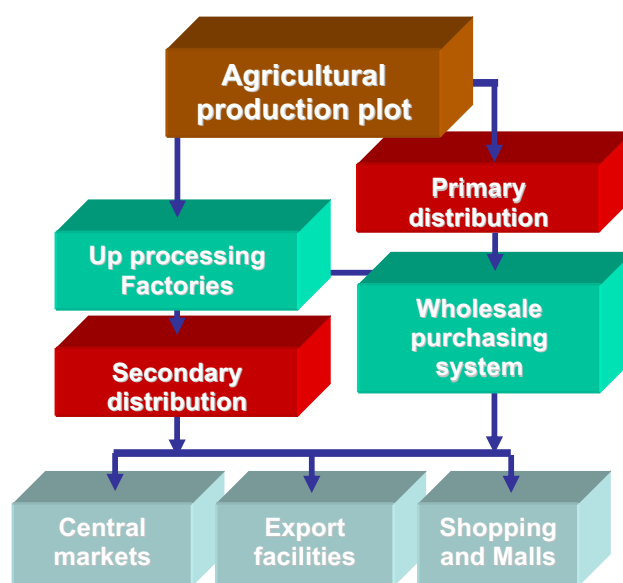 Agricultural
production plot
Primary
distribution
Up processing
Factories
Wholesale
purchasing
system
Secondary
distribution
Central
markets
Export
facilities
Shopping
and Malls